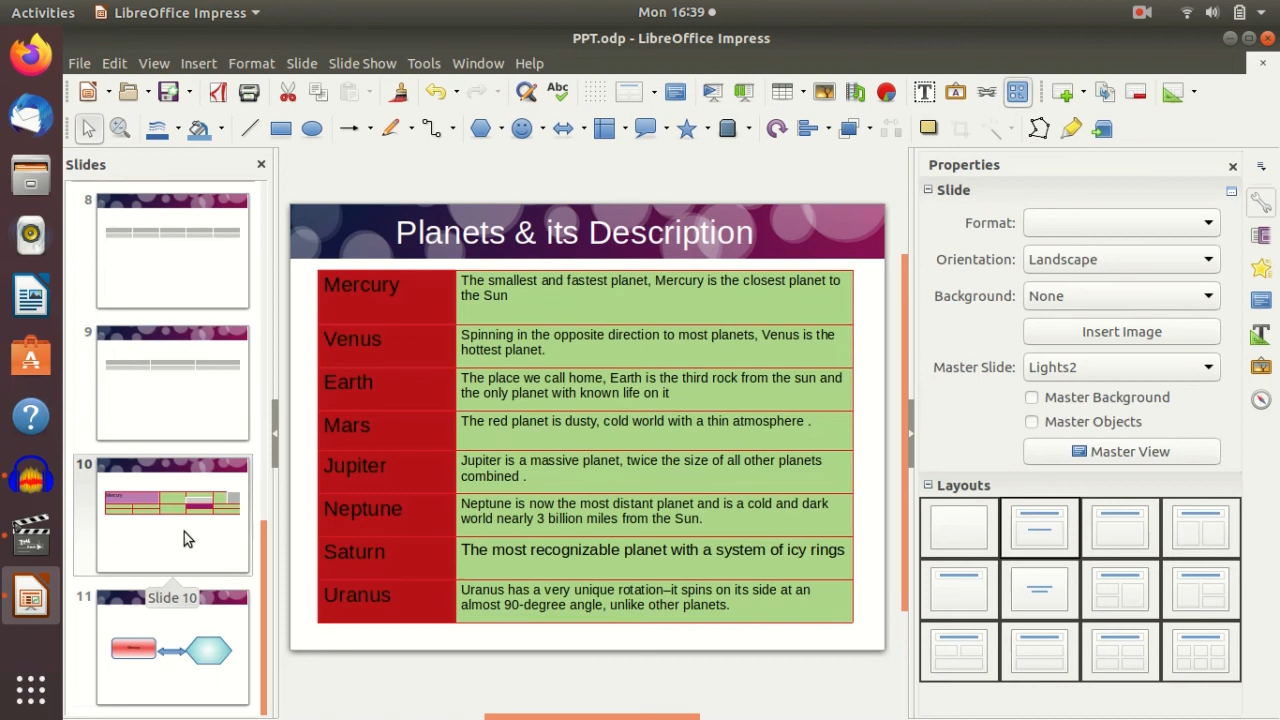 Activities LibreOffice Impress Mon 16:39
PPT.odp - LibreOffice Impress
File Edit View Insert Format Slide Slide Show Tools Window Help
Abc
Slides
8
9
10
Mercury
Slide 10
11
Planets & its Description
Mercury
The smallest and fastest planet, Mercury is the closest planet to
the Sun
Venus
Spinning in the opposite direction to most planets, Venus is the
hottest planet.
Earth
The place we call home, Earth is the third rock from the sun and
the only planet with known life on it
Mars
The red planet is dusty, cold world with a thin atmosphere .
Jupiter
Jupiter is a massive planet, twice the size of all other planets
combined .
Neptune
Neptune is now the most distant planet and is a cold and dark
world nearly 3 billion miles from the Sun.
Saturn
The most recognizable planet with a system of icy rings
Uranus
Uranus has a very unique rotation–it spins on its side at an
almost 90-degree angle, unlike other planets.
Properties
Slide
Format:
Orientation: Landscape
Background: None
Insert Image
Master Slide: Lights2
Master Background
Master Objects
Master View
Layouts